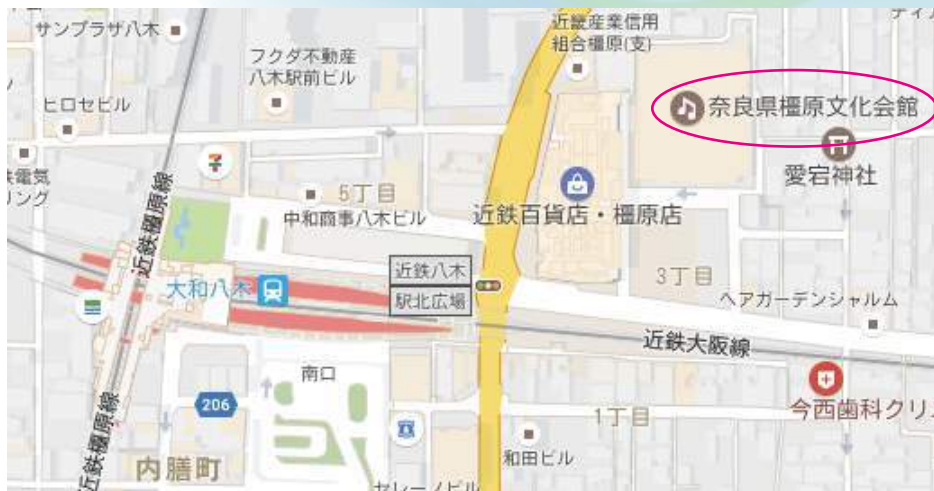 サンプラザ八木
近畿産業信用
組合橿原(支)
フクダ不動産
八木駅前ビル
ヒロセビル
奈良県橿原文化会館
愛宕神社
5丁目
中和商事八木ビル
近鉄百貨店・橿原店
近鉄橿原線
近鉄八木
駅北広場
大和八木
3丁目
ヘアガーデンシャルム
近鉄大阪線
南口
206
1丁目
今西歯科クリ
近鉄橿原線
内膳町
和田ビル
セレーノビル